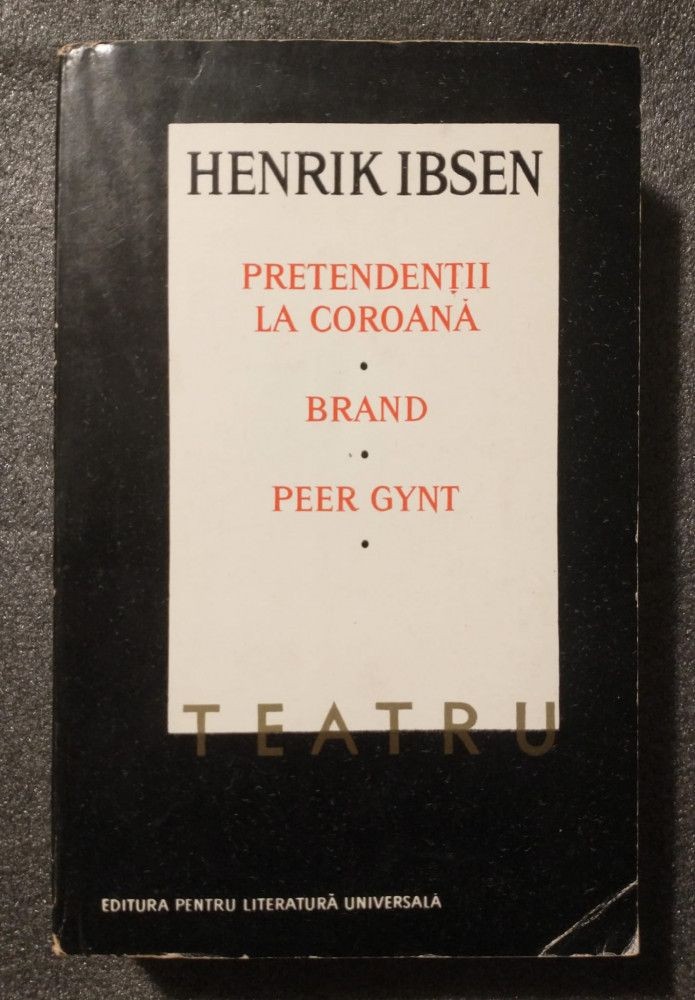 HENRIK IBSEN
PRETENDENȚII
LA COROANĂ
•
BRAND
•
PEER GYNT
•
TEATRU
EDITURA PENTRU LITERATURĂ UNIVERSALĂ